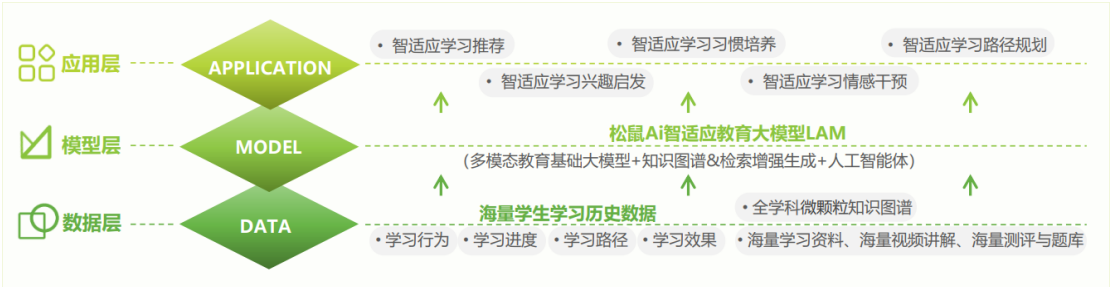 • 智适应学习推荐
• 智适应学习习惯培养
• 智适应学习路径规划
应用层
APPLICATION
• 智适应学习兴趣启发
• 智适应学习情感干预
模型层
MODEL
松鼠Ai智适应教育大模型LAM
（多模态教育基础大模型+知识图谱&检索增强生成+人工智能体）
数据层
DATA
海量学生学习历史数据
• 全学科微颗粒知识图谱
• 学习行为
• 学习进度
• 学习路径
• 学习效果
• 海量学习资料、海量视频讲解、海量测评与题库